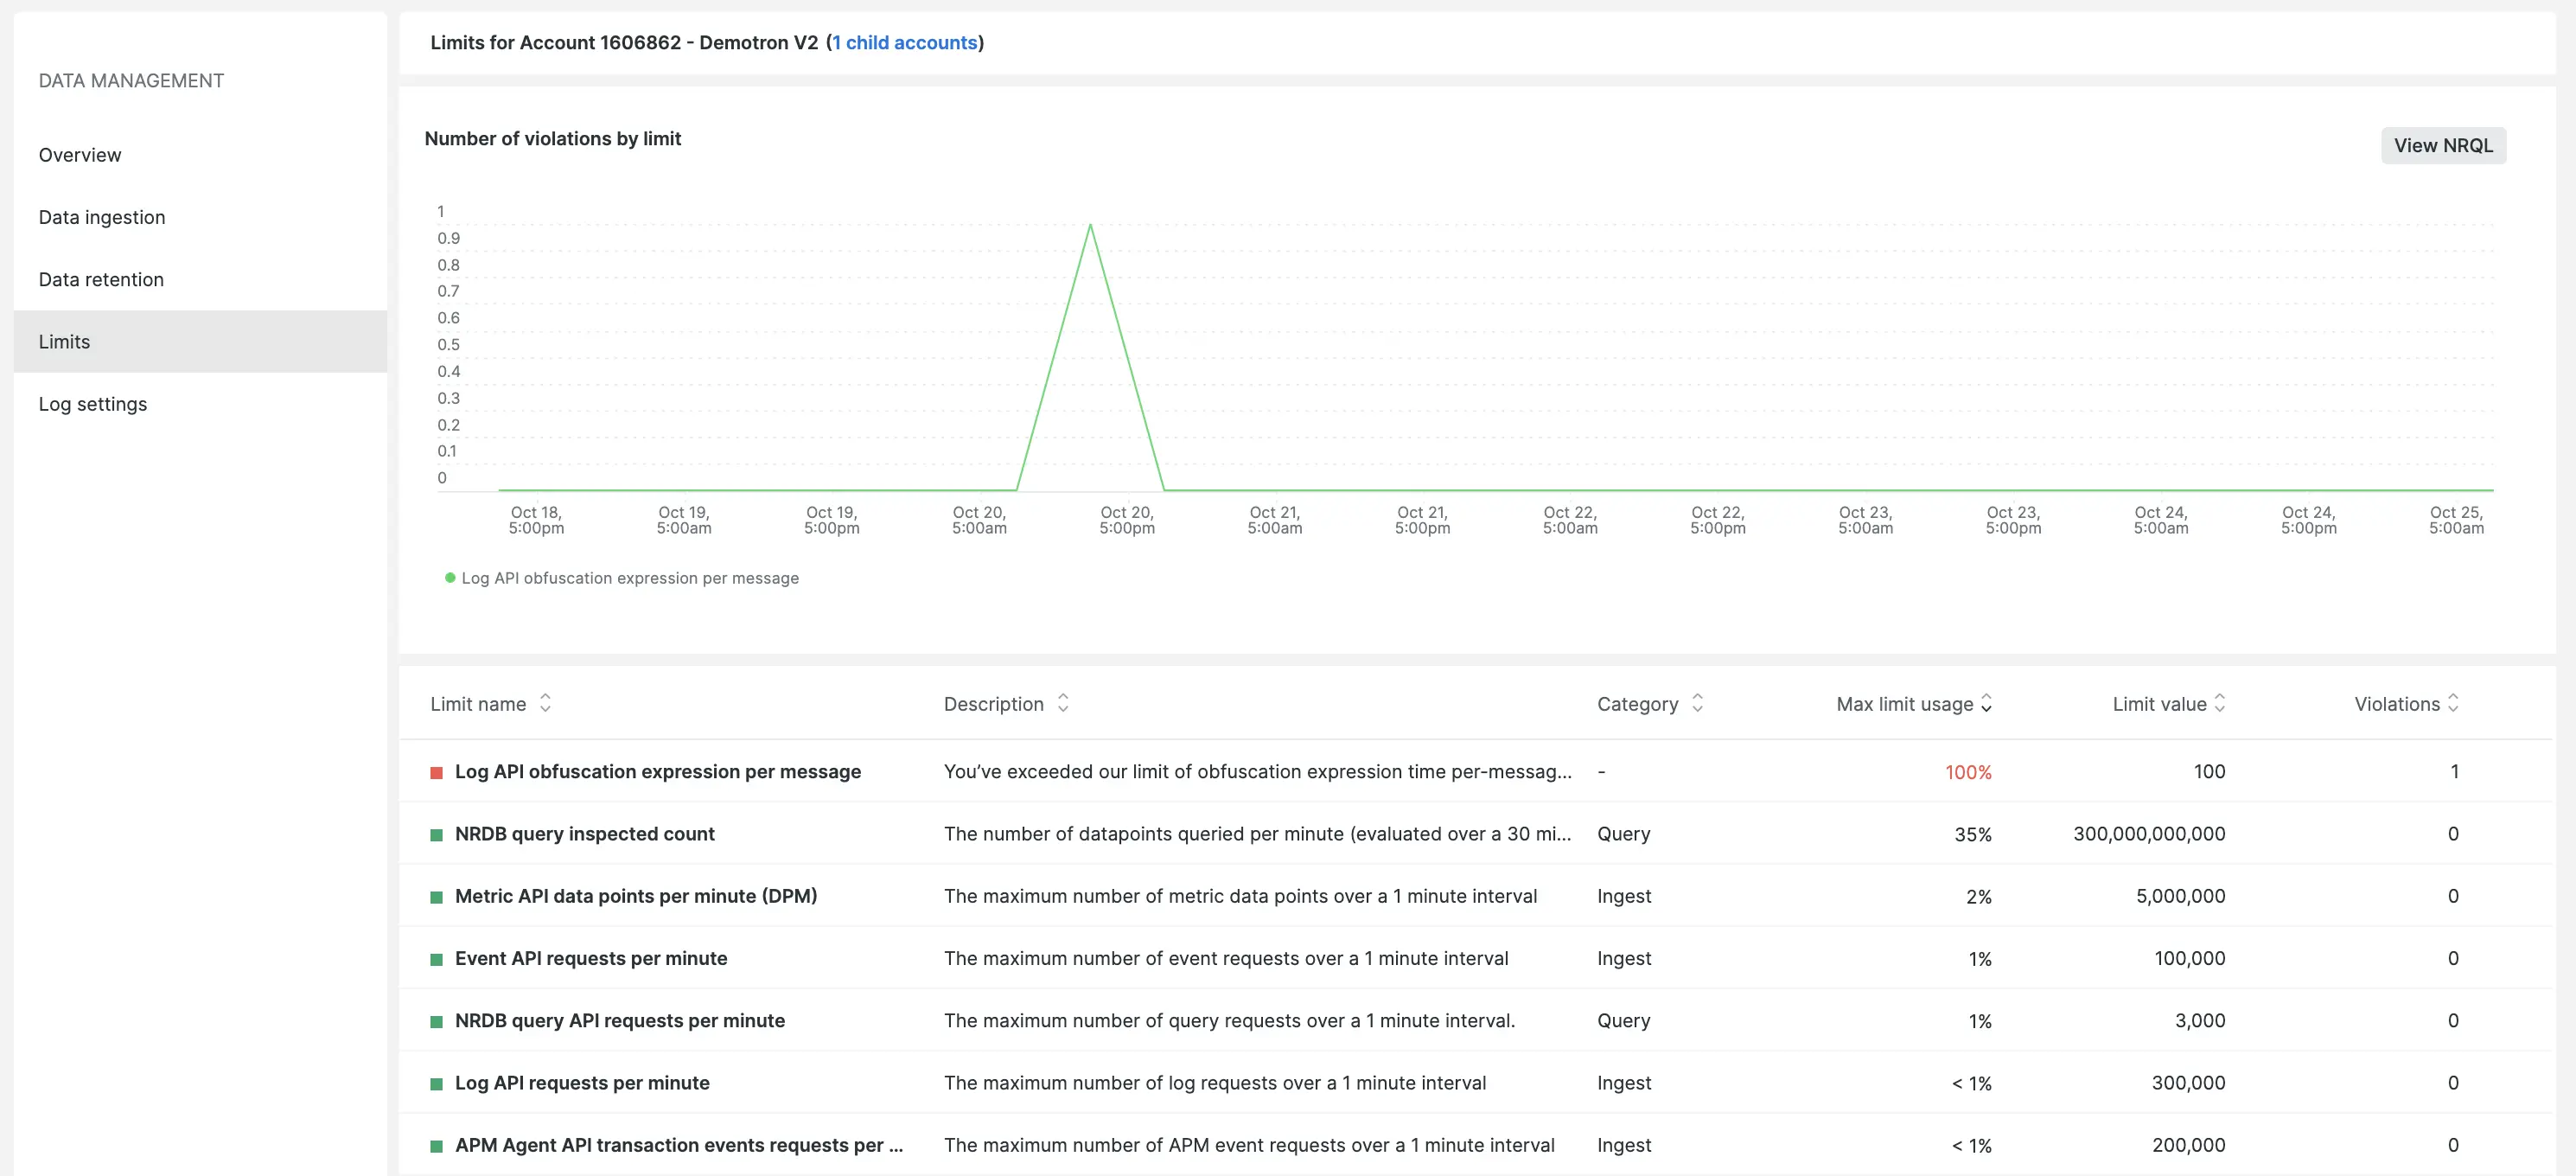 DATA MANAGEMENT
Overview
Data ingestion
Data retention
Limits
Log settings
Limits for Account 1606862 - Demotron V2 (1 child accounts)
Number of violations by limit
View NRQL
1
0.9
0.8
0.7
0.6
0.5
0.4
0.3
0.2
0.1
0
Oct 18, Oct 19, Oct 19, Oct 20, Oct 20, Oct 21, Oct 21, Oct 22, Oct 22, Oct 23, Oct 23, Oct 24, Oct 24, Oct 25,
5:00pm 5:00am 5:00pm 5:00am 5:00pm 5:00am 5:00pm 5:00am 5:00pm 5:00am 5:00pm 5:00am 5:00pm 5:00am
Log API obfuscation expression per message
Limit name Description Category Max limit usage Limit value Violations
Log API obfuscation expression per message You’ve exceeded our limit of obfuscation expression time per-messag... - 100% 100 1
NRDB query inspected count The number of datapoints queried per minute (evaluated over a 30 mi... Query 35% 300,000,000,000 0
Metric API data points per minute (DPM) The maximum number of metric data points over a 1 minute interval Ingest 2% 5,000,000 0
Event API requests per minute The maximum number of event requests over a 1 minute interval Ingest 1% 100,000 0
NRDB query API requests per minute The maximum number of query requests over a 1 minute interval. Query 1% 3,000 0
Log API requests per minute The maximum number of log requests over a 1 minute interval Ingest < 1% 300,000 0
APM Agent API transaction events requests per ... The maximum number of APM event requests over a 1 minute interval Ingest < 1% 200,000 0